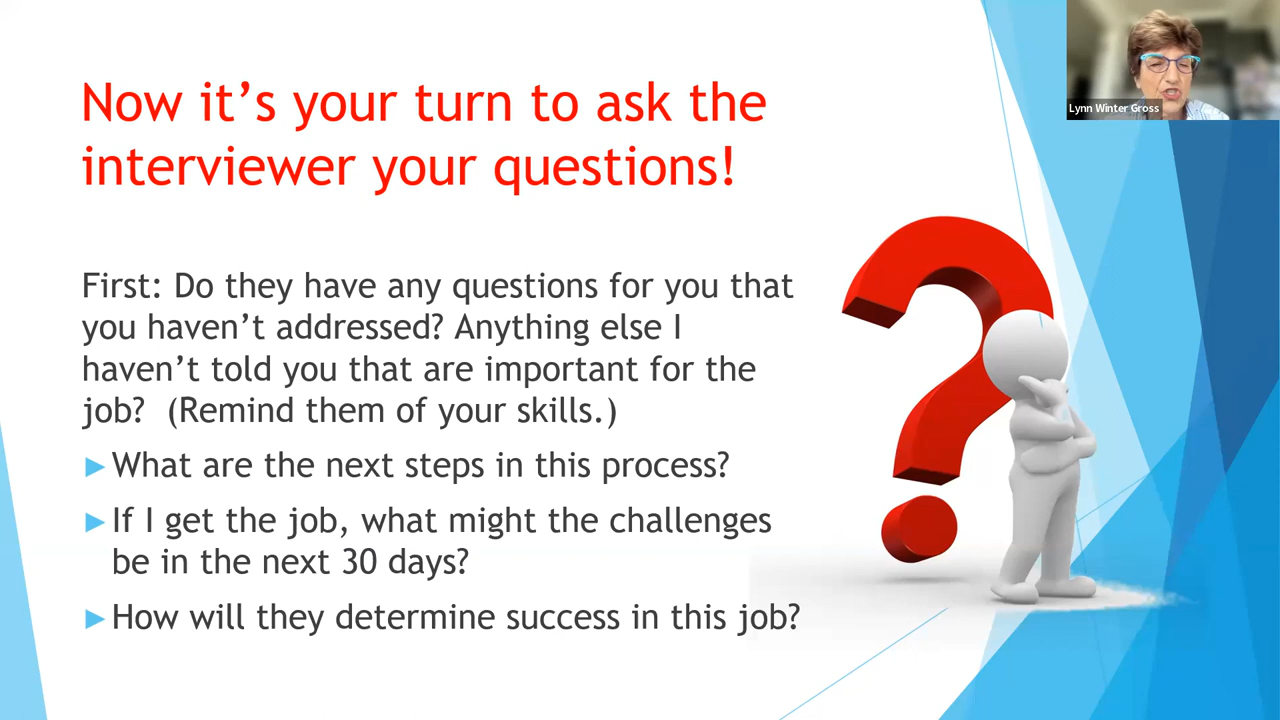 Now it’s your turn to ask the
interviewer your questions!
Lynn Winter Gross
First: Do they have any questions for you that
you haven’t addressed? Anything else I
haven’t told you that are important for the
job?  (Remind them of your skills.)
►What are the next steps in this process?
►If I get the job, what might the challenges
be in the next 30 days?
►How will they determine success in this job?